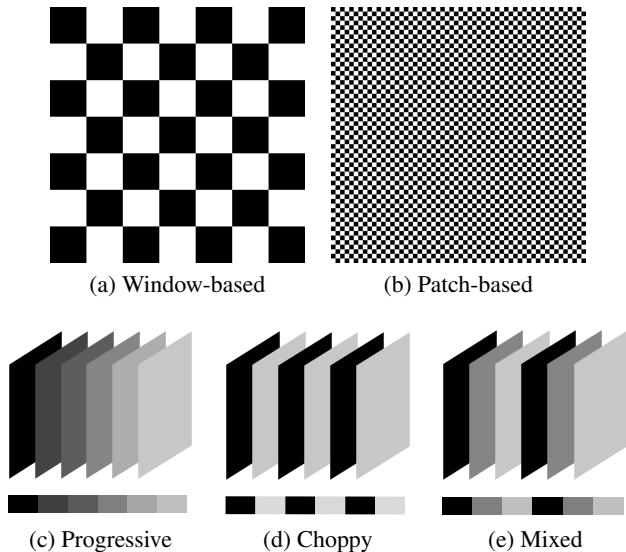 (a) Window-based
(b) Patch-based
(c) Progressive
(d) Choppy
(e) Mixed